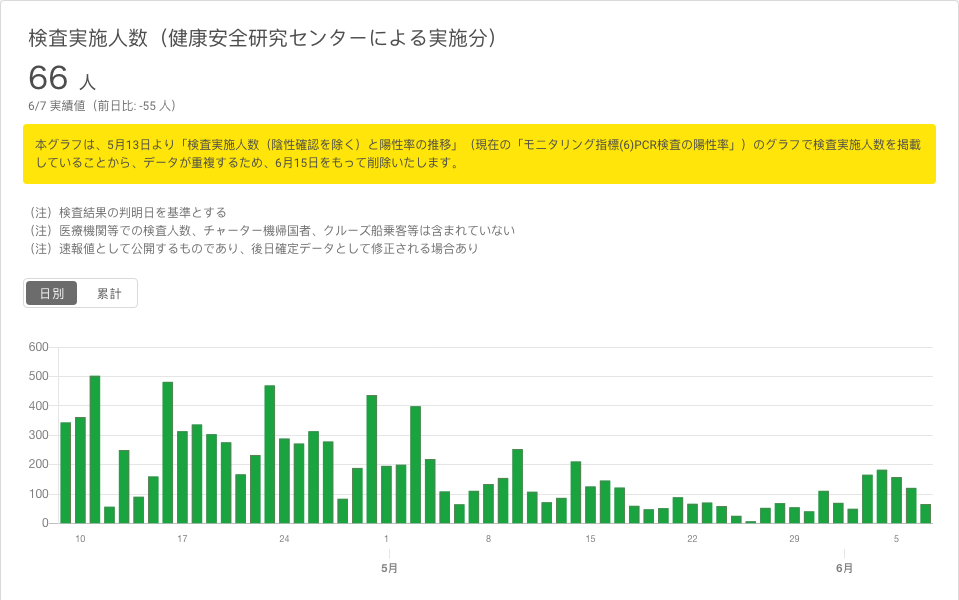 検査実施人数（健康安全研究センターによる実施分）
66 人
6/7 実績値（前日比: -55 人）
本グラフは、5月13日より「検査実施人数（陰性確認を除く）と陽性率の推移」（現在の「モニタリング指標(6)PCR検査の陽性率」）のグラフで検査実施人数を掲載
していることから、データが重複するため、6月15日をもって削除いたします。
（注）検査結果の判明日を基準とする
（注）医療機関等での検査人数、チャーター機帰国者、クルーズ船乗客等は含まれていない
（注）速報値として公開するものであり、後日確定データとして修正される場合あり
日別 累計
600
500
400
300
200
100
0
10 17 24 1 8 15 22 29 5
5月 6月